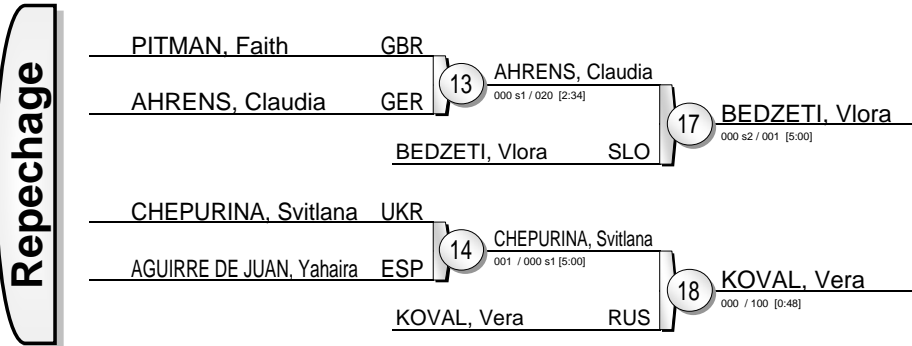 Repechage
PITMAN, Faith GBR
13
AHRENS, Claudia
000 s1 / 020 [2:34]
AHRENS, Claudia GER
17
BEDZETI, Vlora
000 s2 / 001 [5:00]
BEDZETI, Vlora SLO
CHEPURINA, Svitlana UKR
14
CHEPURINA, Svitlana
001 / 000 s1 [5:00]
AGUIRRE DE JUAN, Yahaira ESP
18
KOVAL, Vera
000 / 100 [0:48]
KOVAL, Vera RUS